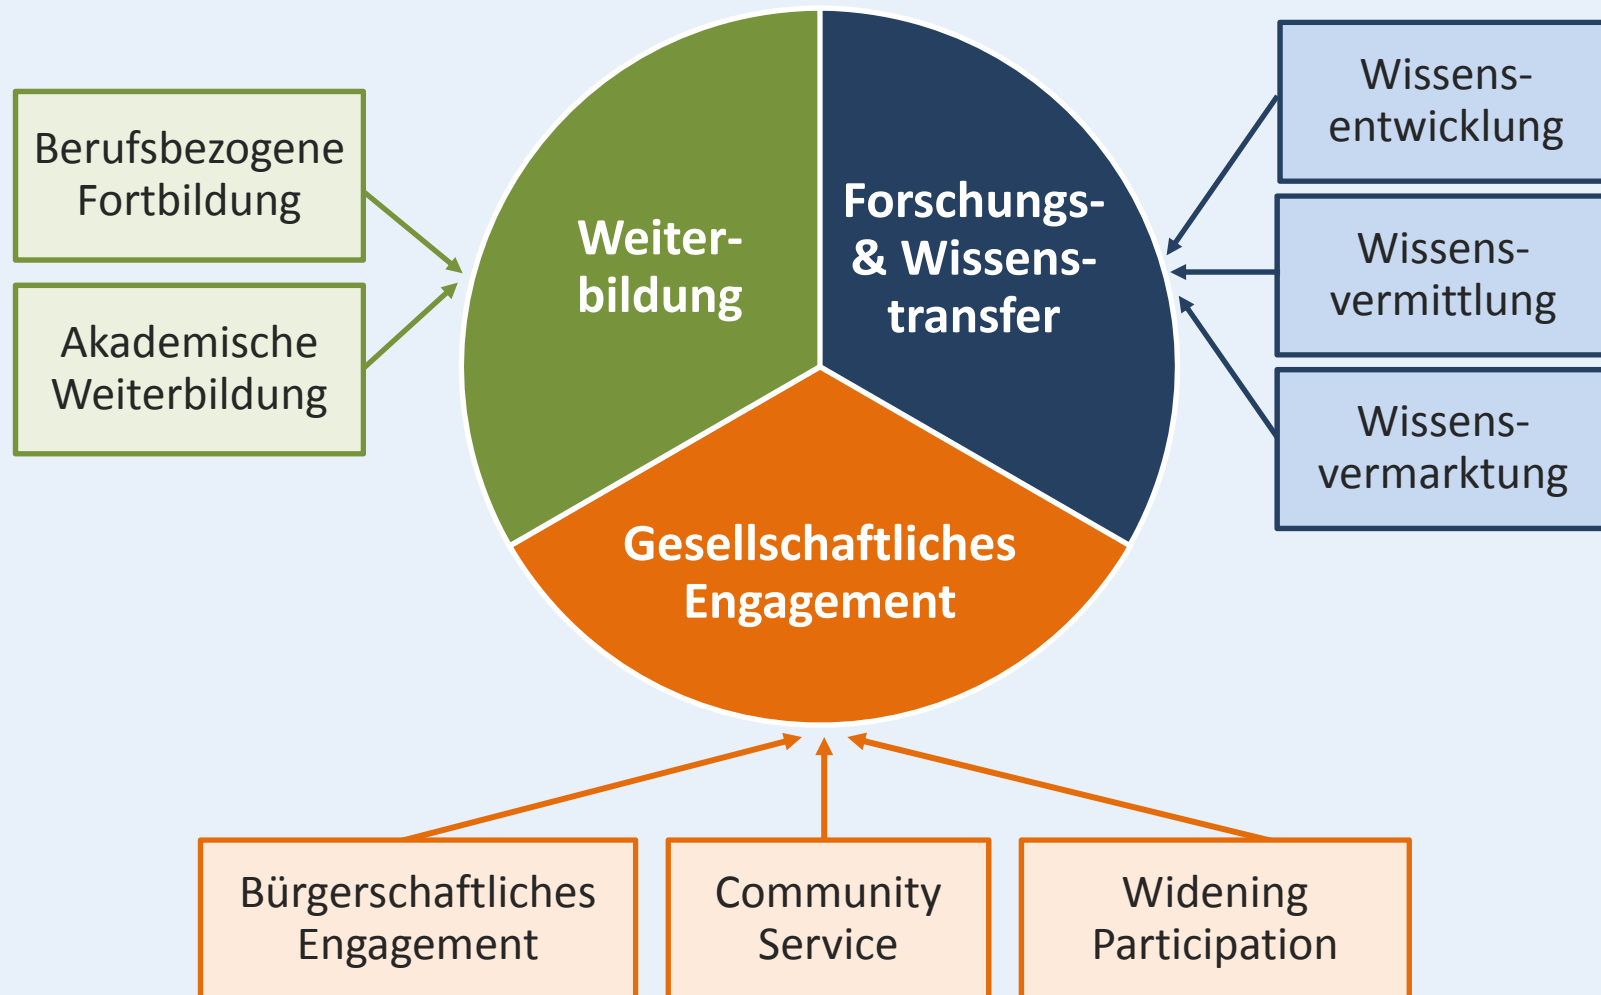 Berufsbezogene
Fortbildung
Akademische
Weiterbildung
Weiter-
bildung
Forschungs-
& Wissens-
transfer
Gesellschaftliches
Engagement
Wissens-
entwicklung
Wissens-
vermittlung
Wissens-
vermarktung
Bürgerschaftliches
Engagement
Community
Service
Widening
Participation